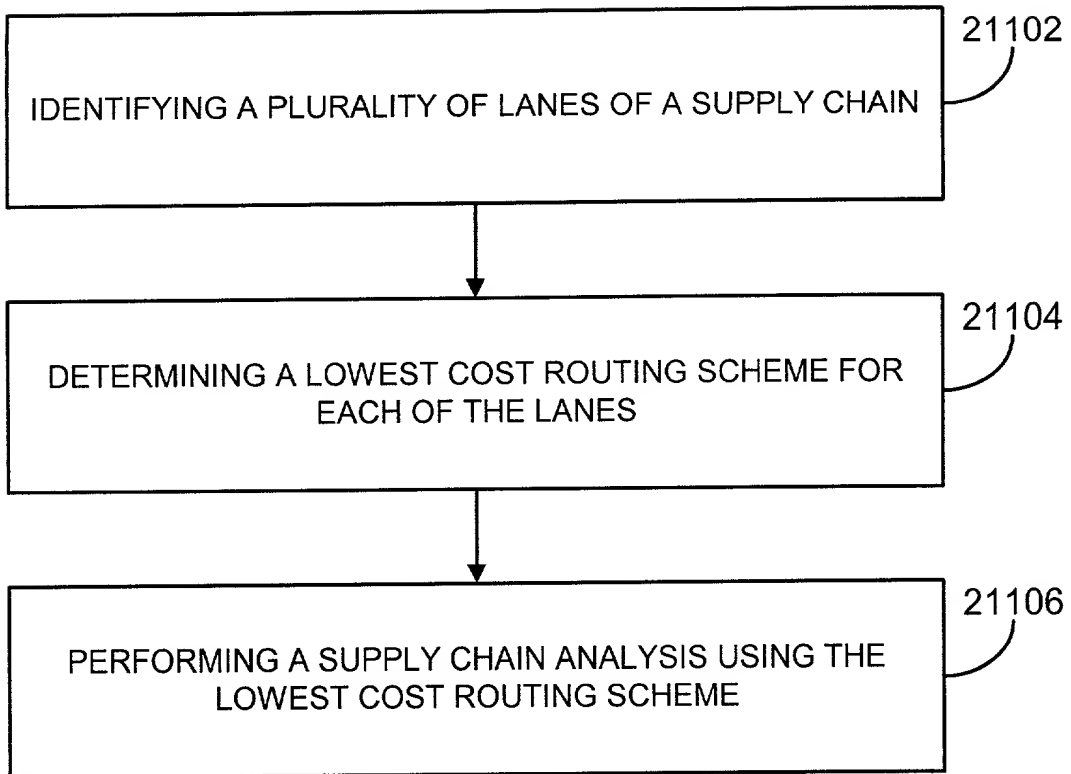 21102
IDENTIFYING A PLURALITY OF LANES OF A SUPPLY CHAIN
21104
DETERMINING A LOWEST COST ROUTING SCHEME FOR
EACH OF THE LANES
21106
PERFORMING A SUPPLY CHAIN ANALYSIS USING THE
LOWEST COST ROUTING SCHEME